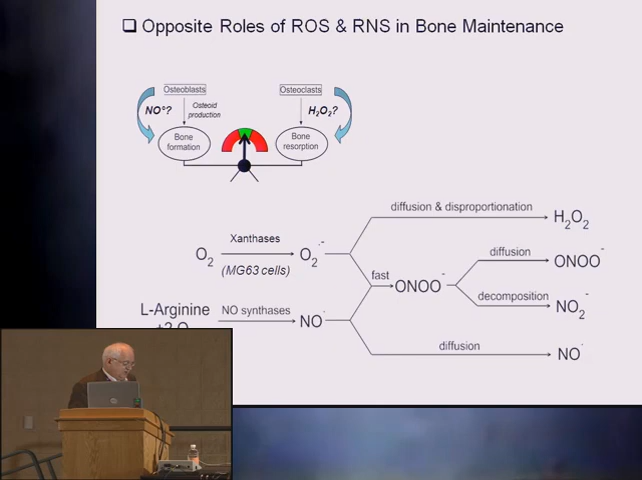 ❑ Opposite Roles of ROS & RNS in Bone Maintenance
Osteoblasts
Osteoclasts
NO°?
Osteoid
production
H₂O₂?
Bone
formation
Bone
resorption
diffusion & disproportionation
H₂O₂
O₂
Xanthases
(MG63 cells)
O₂˙⁻
diffusion
ONOO⁻
fast
ONOO⁻
decomposition
NO₂⁻
L-Arginine
NO synthases
NO˙
diffusion
NO˙